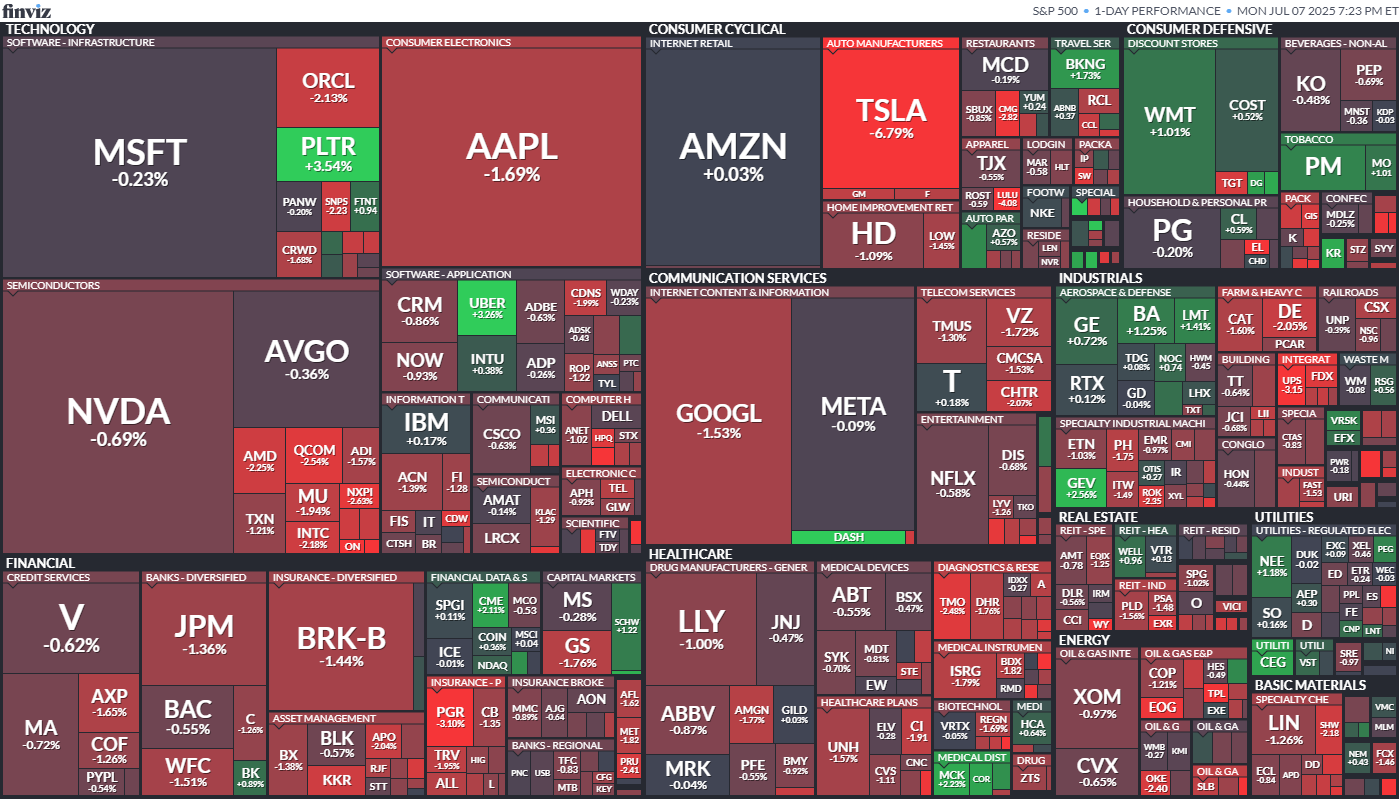 finviz
S&P 500 • 1-DAY PERFORMANCE • MON JUL 07 2025 7:23 PM ET
TECHNOLOGY
SOFTWARE - INFRASTRUCTURE
MSFT
-0.23%
ORCL
-2.13%
PLTR
+3.54%
PANW
-0.20%
SNPS
-2.23
FTNT
+0.94
CRWD
-1.68%
CONSUMER ELECTRONICS
AAPL
-1.69%
SEMICONDUCTORS
NVDA
-0.69%
AVGO
-0.36%
AMD
-2.25%
QCOM
-2.54%
ADI
-1.57%
TXN
-1.21%
MU
-1.94%
NXPI
-2.63%
INTC
-2.18%
ON
SOFTWARE - APPLICATION
CRM
-0.86%
UBER
+3.26%
ADBE
-0.63%
CDNS
-1.99%
WDAY
-0.23%
NOW
-0.93%
INTU
+0.38%
ADP
-0.26%
ADSK
-0.43
ROP
-1.22
ANSS
PTC
TYL
INFORMATION T
IBM
+0.17%
ACN
-1.39%
FI
-1.28
FIS
IT
CDW
CTSH
BR
COMMUNICATI
CSCO
-0.63%
MSI
+0.36
SEMICONDUCT
AMAT
-0.14%
KLAC
-1.29
LRCX
COMPUTER H
ANET
-1.02
DELL
HPQ
STX
ELECTRONIC C
APH
-0.92%
TEL
GLW
SCIENTIFIC
FTV
TDY
CONSUMER CYCLICAL
INTERNET RETAIL
AMZN
+0.03%
AUTO MANUFACTURERS
TSLA
-6.79%
GM
F
HOME IMPROVEMENT RET
HD
-1.09%
LOW
-1.45%
RESTAURANTS
MCD
-0.19%
SBUX
-0.85%
CMG
-2.82
YUM
+0.24
TRAVEL SER
BKNG
+1.73%
ABNB
+0.37
RCL
CCL
APPAREL
TJX
-0.55%
ROST
-0.59
LULU
-4.08
LODGIN
MAR
-0.58
HLT
PACKA
IP
SW
FOOTW
NKE
SPECIAL
AUTO PAR
AZO
+0.57%
RESIDE
LEN
NVR
CONSUMER DEFENSIVE
DISCOUNT STORES
WMT
+1.01%
COST
+0.52%
TGT
DG
BEVERAGES - NON-AL
KO
-0.48%
PEP
-0.69%
MNST
-0.36
KDP
-0.03
TOBACCO
PM
MO
+1.01
HOUSEHOLD & PERSONAL PR
PG
-0.20%
CL
+0.59%
EL
CHD
PACK
GIS
K
CONFEC
MDLZ
-0.25%
KR
STZ
SYY
COMMUNICATION SERVICES
INTERNET CONTENT & INFORMATION
GOOGL
-1.53%
META
-0.09%
DASH
TELECOM SERVICES
TMUS
-1.30%
VZ
-1.72%
CMCSA
-1.53%
T
+0.18%
CHTR
-2.07%
ENTERTAINMENT
NFLX
-0.58%
DIS
-0.68%
LYV
-1.26
TKO
INDUSTRIALS
AEROSPACE & DEFENSE
GE
+0.72%
BA
+1.25%
LMT
+1.41%
RTX
+0.12%
TDG
+0.08%
NOC
+0.74
HWM
-0.45
GD
-0.04%
LHX
TXT
FARM & HEAVY C
CAT
-1.60%
DE
-2.05%
PCAR
RAILROADS
UNP
-0.39%
CSX
NSC
-0.96
BUILDING
TT
-0.64%
JCI
-0.68%
LII
INTEGRAT
UPS
-3.15
FDX
WASTE M
WM
-0.08
RSG
+0.56
SPECIALTY INDUSTRIAL MACHI
ETN
-1.03%
PH
-1.75
EMR
-0.97%
CMI
GEV
+2.56%
ITW
-1.49
OTIS
+0.27
IR
ROK
-2.35
XYL
CONGLO
HON
-0.44%
SPECIA
CTAS
-0.83
VRSK
EFX
INDUST
FAST
-1.53
PWR
-0.18
URI
FINANCIAL
CREDIT SERVICES
V
-0.62%
MA
-0.72%
AXP
-1.65%
COF
-1.26%
PYPL
-0.54%
BANKS - DIVERSIFIED
JPM
-1.36%
BAC
-0.55%
C
-1.26%
WFC
-1.51%
BK
+0.89%
INSURANCE - DIVERSIFIED
BRK-B
-1.44%
ASSET MANAGEMENT
BX
-1.38%
BLK
-0.57%
APO
-2.04%
KKR
RJF
STT
FINANCIAL DATA & S
SPGI
+0.11%
CME
+2.11%
MCO
-0.53
ICE
-0.01%
COIN
+0.36%
MSCI
+0.04
NDAQ
CAPITAL MARKETS
MS
-0.28%
GS
-1.76%
SCHW
+1.22
INSURANCE - P
PGR
-3.10%
CB
-1.35
TRV
-1.95%
HIG
ALL
L
INSURANCE BROKE
MMC
-0.89%
AJG
-0.64
AON
BANKS - REGIONAL
PNC
USB
TFC
-0.83
MTB
CFG
KEY
AFL
-1.62
MET
-1.82
PRU
-2.41
HEALTHCARE
DRUG MANUFACTURERS - GENER
LLY
-1.00%
JNJ
-0.47%
ABBV
-0.87%
AMGN
-1.77%
GILD
+0.03%
MRK
-0.04%
PFE
-0.55%
BMY
-0.92%
MEDICAL DEVICES
ABT
-0.55%
BSX
-0.47%
SYK
-0.70%
MDT
-0.81%
STE
EW
HEALTHCARE PLANS
UNH
-1.57%
ELV
-0.28
CI
-1.91
CVS
-1.11
CNC
DIAGNOSTICS & RESE
TMO
-2.48%
DHR
-1.76%
IDXX
-0.27
A
MEDICAL INSTRUMEN
ISRG
-1.79%
BDX
-1.82
RMD
BIOTECHNOL
VRTX
-0.05%
REGN
-1.69%
MEDI
HCA
+0.64%
MEDICAL DIST
MCK
+2.23%
COR
DRUG
ZTS
REAL ESTATE
REIT - SPE
AMT
-0.78
EQIX
-1.25
DLR
-0.56%
IRM
CCI
WY
REIT - HEA
WELL
+0.96
VTR
+0.13
REIT - RESID
SPG
-1.02%
O
VICI
REIT - IND
PLD
-1.56%
PSA
-1.48
EXR
UTILITIES
UTILITIES - REGULATED ELEC
NEE
+1.18%
DUK
-0.02
EXC
+0.09
XEL
-0.46
PEG
SO
+0.16%
ED
ETR
-0.24
WEC
-0.03
AEP
+0.30
PPL
ES
D
FE
CNP
LNT
UTILITI
CEG
UTILI
VST
SRE
-0.97
NI
ENERGY
OIL & GAS INTE
XOM
-0.97%
CVX
-0.65%
OIL & GAS E&P
COP
-1.21%
HES
-0.49
EOG
TPL
EXE
OIL & G
WMB
-0.27
KMI
OKE
-2.40
OIL & GA
OIL & GA
SLB
BASIC MATERIALS
SPECIALTY CHE
LIN
-1.26%
SHW
-2.18
ECL
-0.84
APD
DD
VMC
MLM
NEM
+0.43
FCX
-1.46